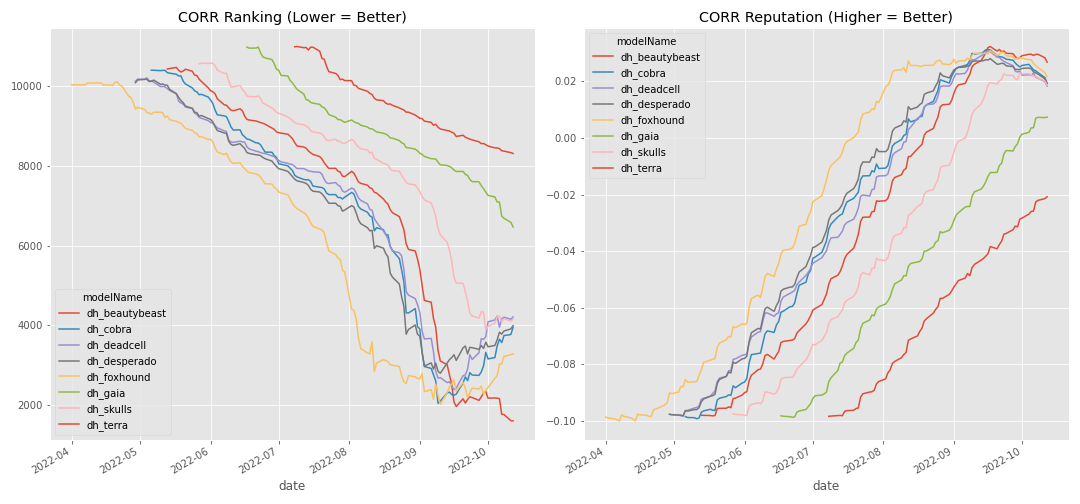 CORR Ranking (Lower = Better)
10000
8000
6000
4000
2000
modelName
dh_beautybeast
dh_cobra
dh_deadcell
dh_desperado
dh_foxhound
dh_gaia
dh_skulls
dh_terra
2022-04
2022-05
2022-06
2022-07
2022-08
2022-09
2022-10
date
CORR Reputation (Higher = Better)
modelName
dh_beautybeast
dh_cobra
dh_deadcell
dh_desperado
dh_foxhound
dh_gaia
dh_skulls
dh_terra
0.02
0.00
−0.02
−0.04
−0.06
−0.08
−0.10
2022-04
2022-05
2022-06
2022-07
2022-08
2022-09
2022-10
date